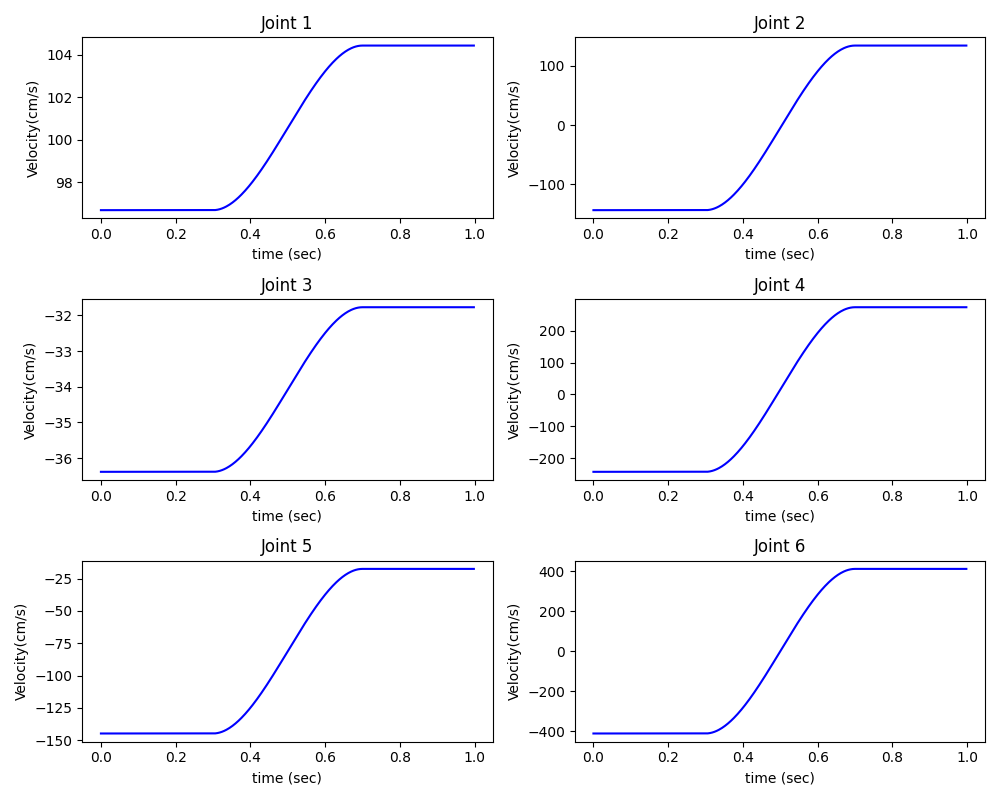 Joint 1
Velocity(cm/s)
104
102
100
98
0.0 0.2 0.4 0.6 0.8 1.0
time (sec)
Joint 2
Velocity(cm/s)
100
0
−100
0.0 0.2 0.4 0.6 0.8 1.0
time (sec)
Joint 3
Velocity(cm/s)
−32
−33
−34
−35
−36
0.0 0.2 0.4 0.6 0.8 1.0
time (sec)
Joint 4
Velocity(cm/s)
200
100
0
−100
−200
0.0 0.2 0.4 0.6 0.8 1.0
time (sec)
Joint 5
Velocity(cm/s)
−25
−50
−75
−100
−125
−150
0.0 0.2 0.4 0.6 0.8 1.0
time (sec)
Joint 6
Velocity(cm/s)
400
200
0
−200
−400
0.0 0.2 0.4 0.6 0.8 1.0
time (sec)